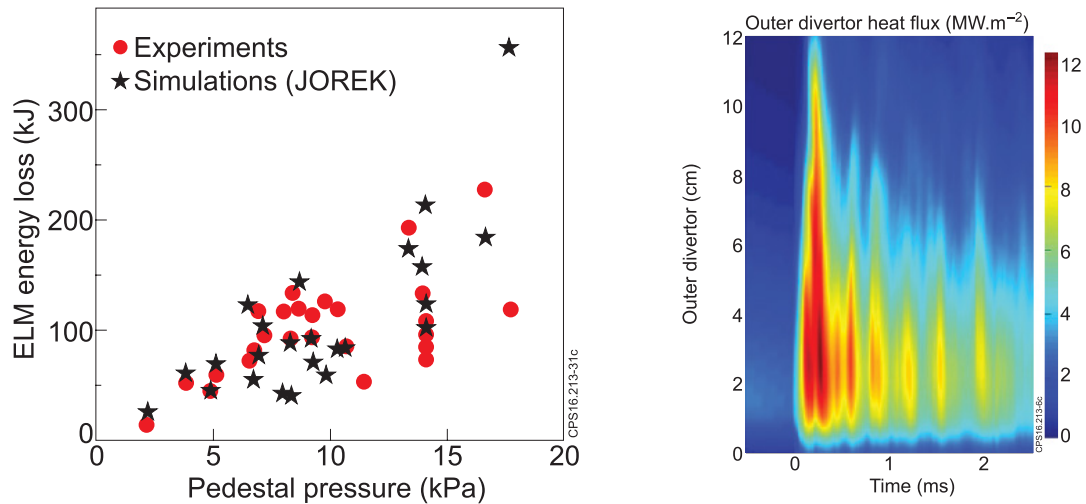 Experiments
Simulations (JOREK)
ELM energy loss (kJ)
300
200
100
0
0 5 10 15 20
Pedestal pressure (kPa)
CPS16.213-31c
Outer divertor heat flux (MW.m⁻²)
Outer divertor (cm)
12
10
8
6
4
2
0
0 1 2
Time (ms)
12
10
8
6
4
2
0
CPS16.213-6c